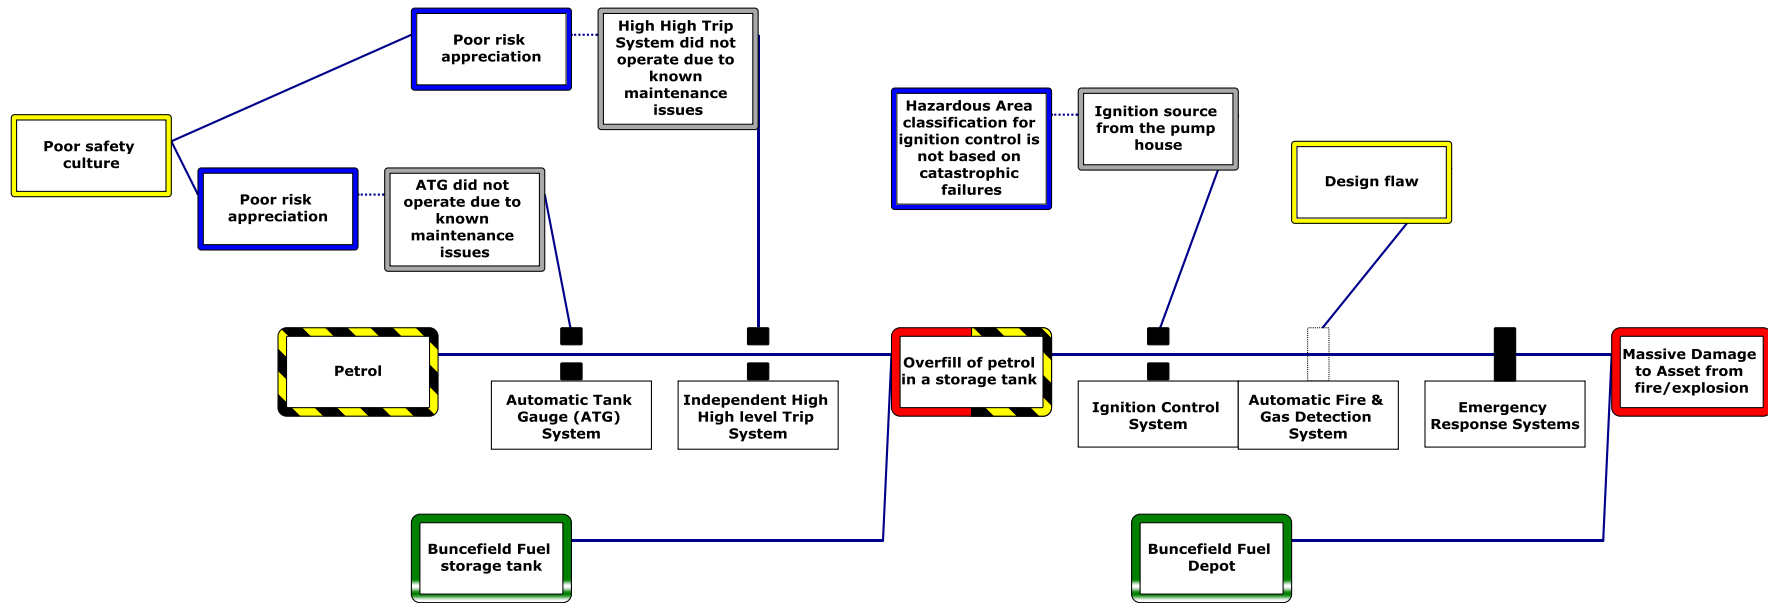 Poor risk
appreciation
High High Trip
System did not
operate due to
known
maintenance
issues
Poor safety
culture
Poor risk
appreciation
ATG did not
operate due to
known
maintenance
issues
Hazardous Area
classification for
ignition control is
not based on
catastrophic
failures
Ignition source
from the pump
house
Design flaw
Petrol
Automatic Tank
Gauge (ATG)
System
Independent High
High level Trip
System
Overfill of petrol
in a storage tank
Ignition Control
System
Automatic Fire &
Gas Detection
System
Emergency
Response Systems
Massive Damage
to Asset from
fire/explosion
Buncefield Fuel
storage tank
Buncefield Fuel
Depot